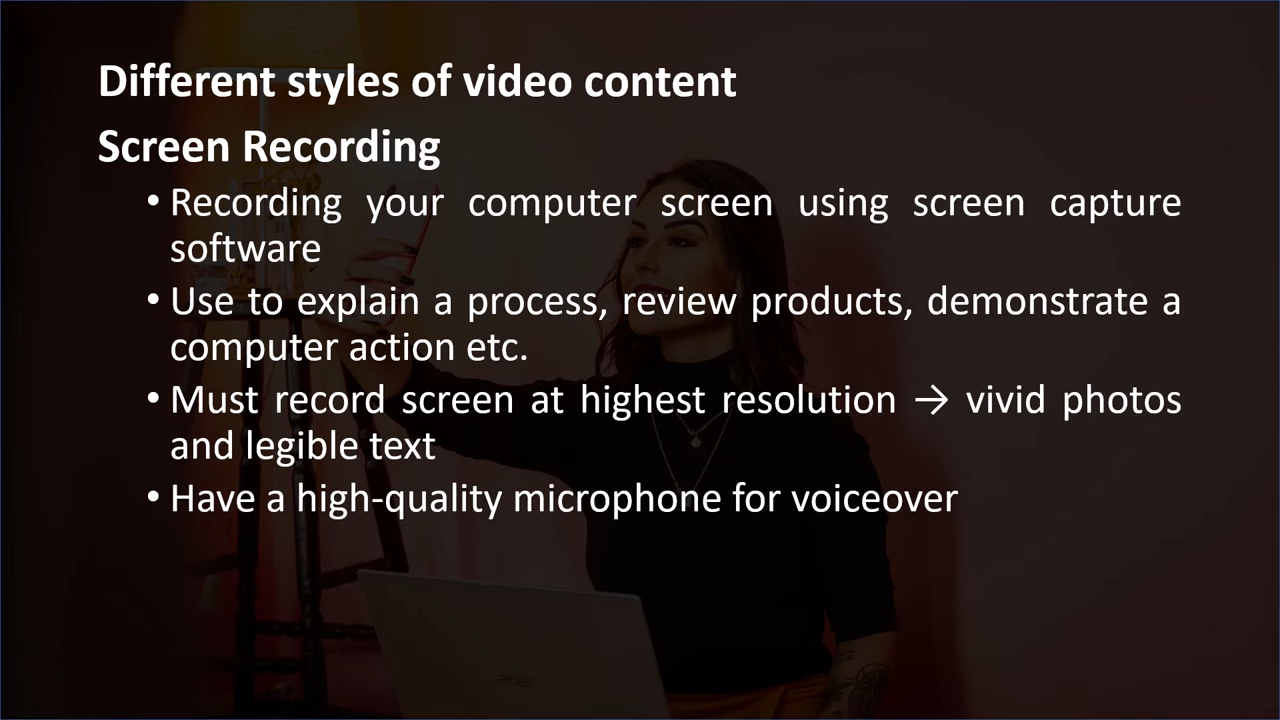 Different styles of video content
Screen Recording
• Recording your computer screen using screen capture
software
• Use to explain a process, review products, demonstrate a
computer action etc.
• Must record screen at highest resolution → vivid photos
and legible text
• Have a high-quality microphone for voiceover